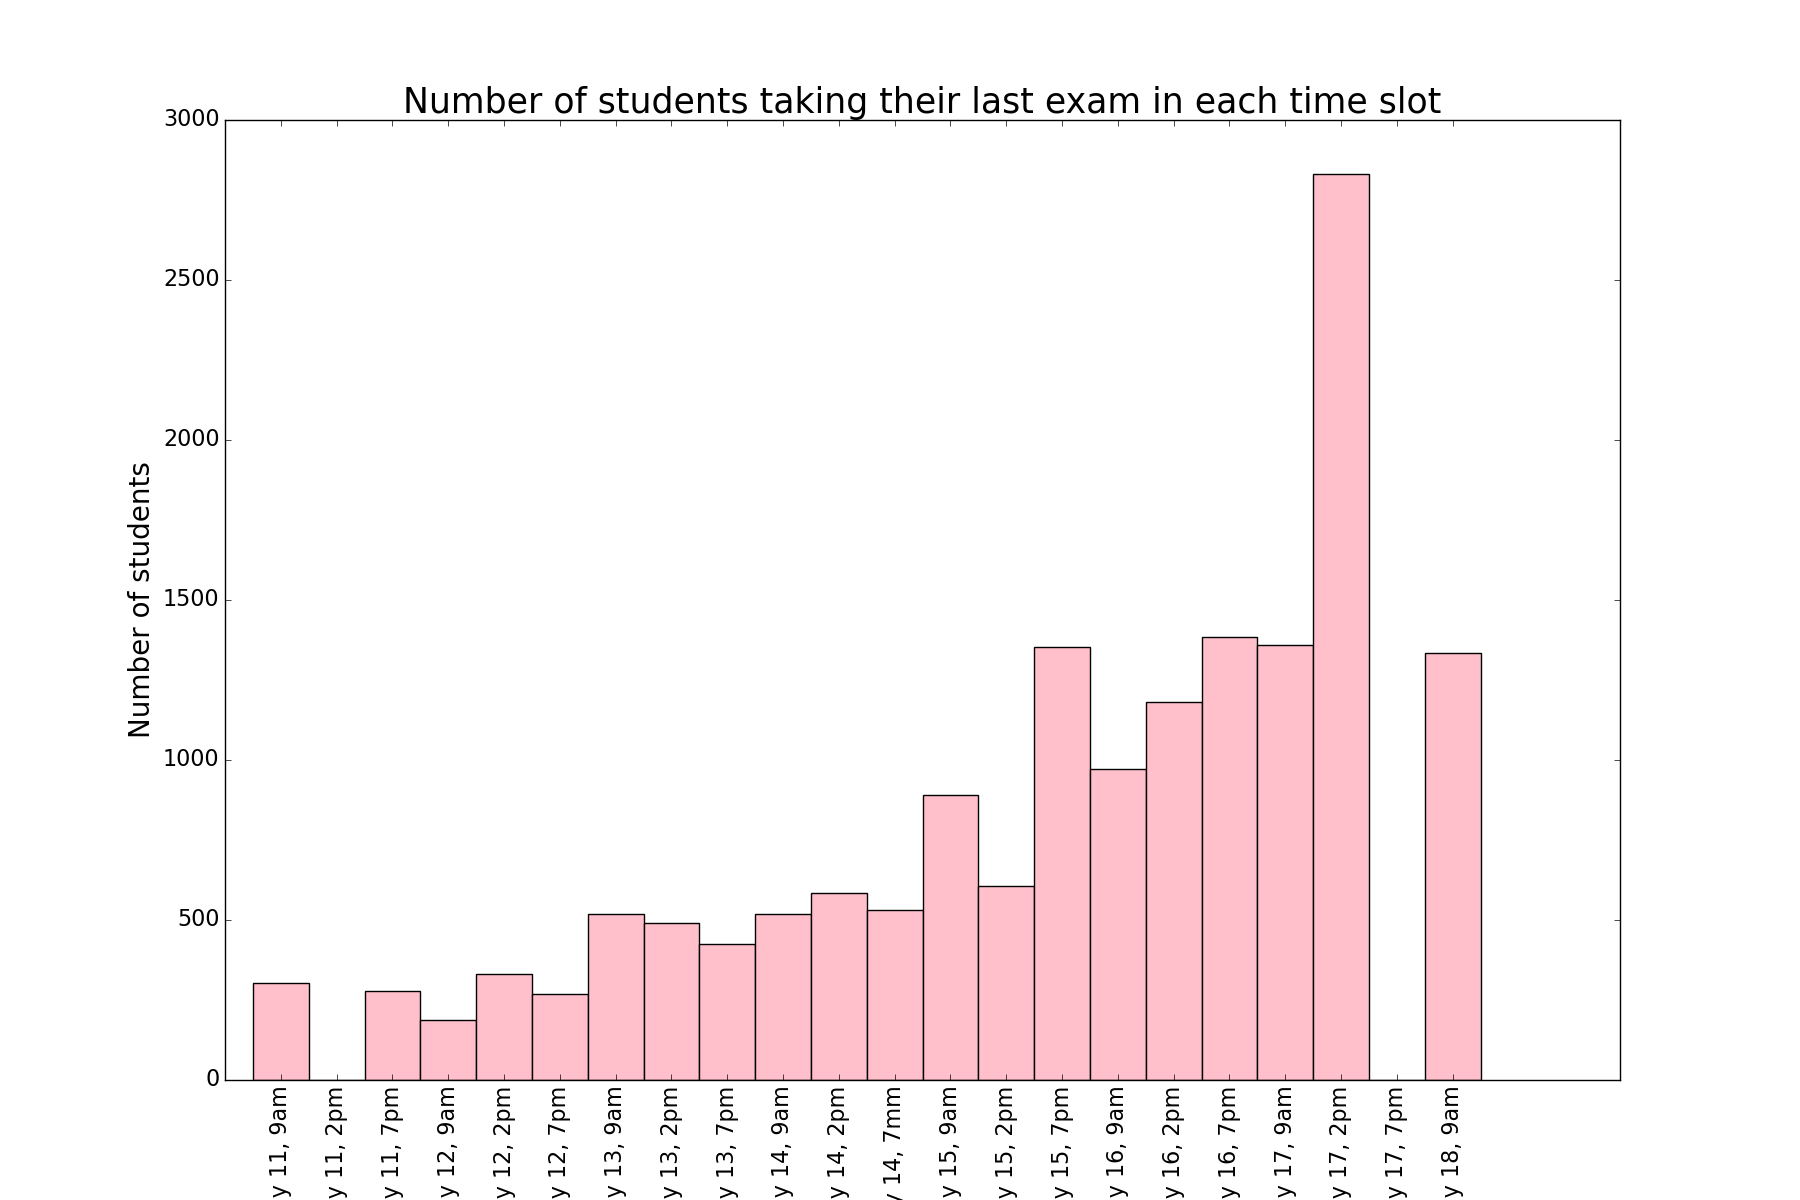 Number of students taking their last exam in each time slot
Number of students
3000
2500
2000
1500
1000
500
0
y 11, 9am
y 11, 2pm
y 11, 7pm
y 12, 9am
y 12, 2pm
y 12, 7pm
y 13, 9am
y 13, 2pm
y 13, 7pm
y 14, 9am
y 14, 2pm
y 14, 7mm
y 15, 9am
y 15, 2pm
y 15, 7pm
y 16, 9am
y 16, 2pm
y 16, 7pm
y 17, 9am
y 17, 2pm
y 17, 7pm
y 18, 9am